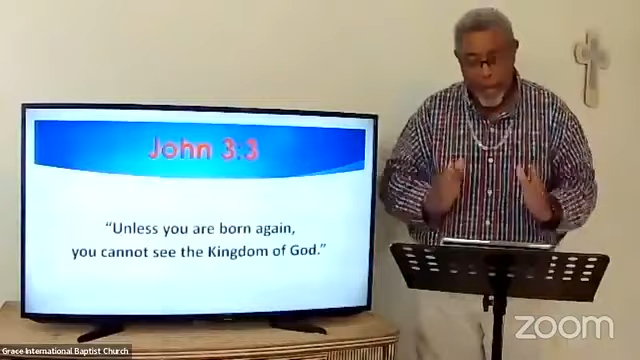 John 3:3
“Unless you are born again,
you cannot see the Kingdom of God.”
Grace International Baptist Church
zoom